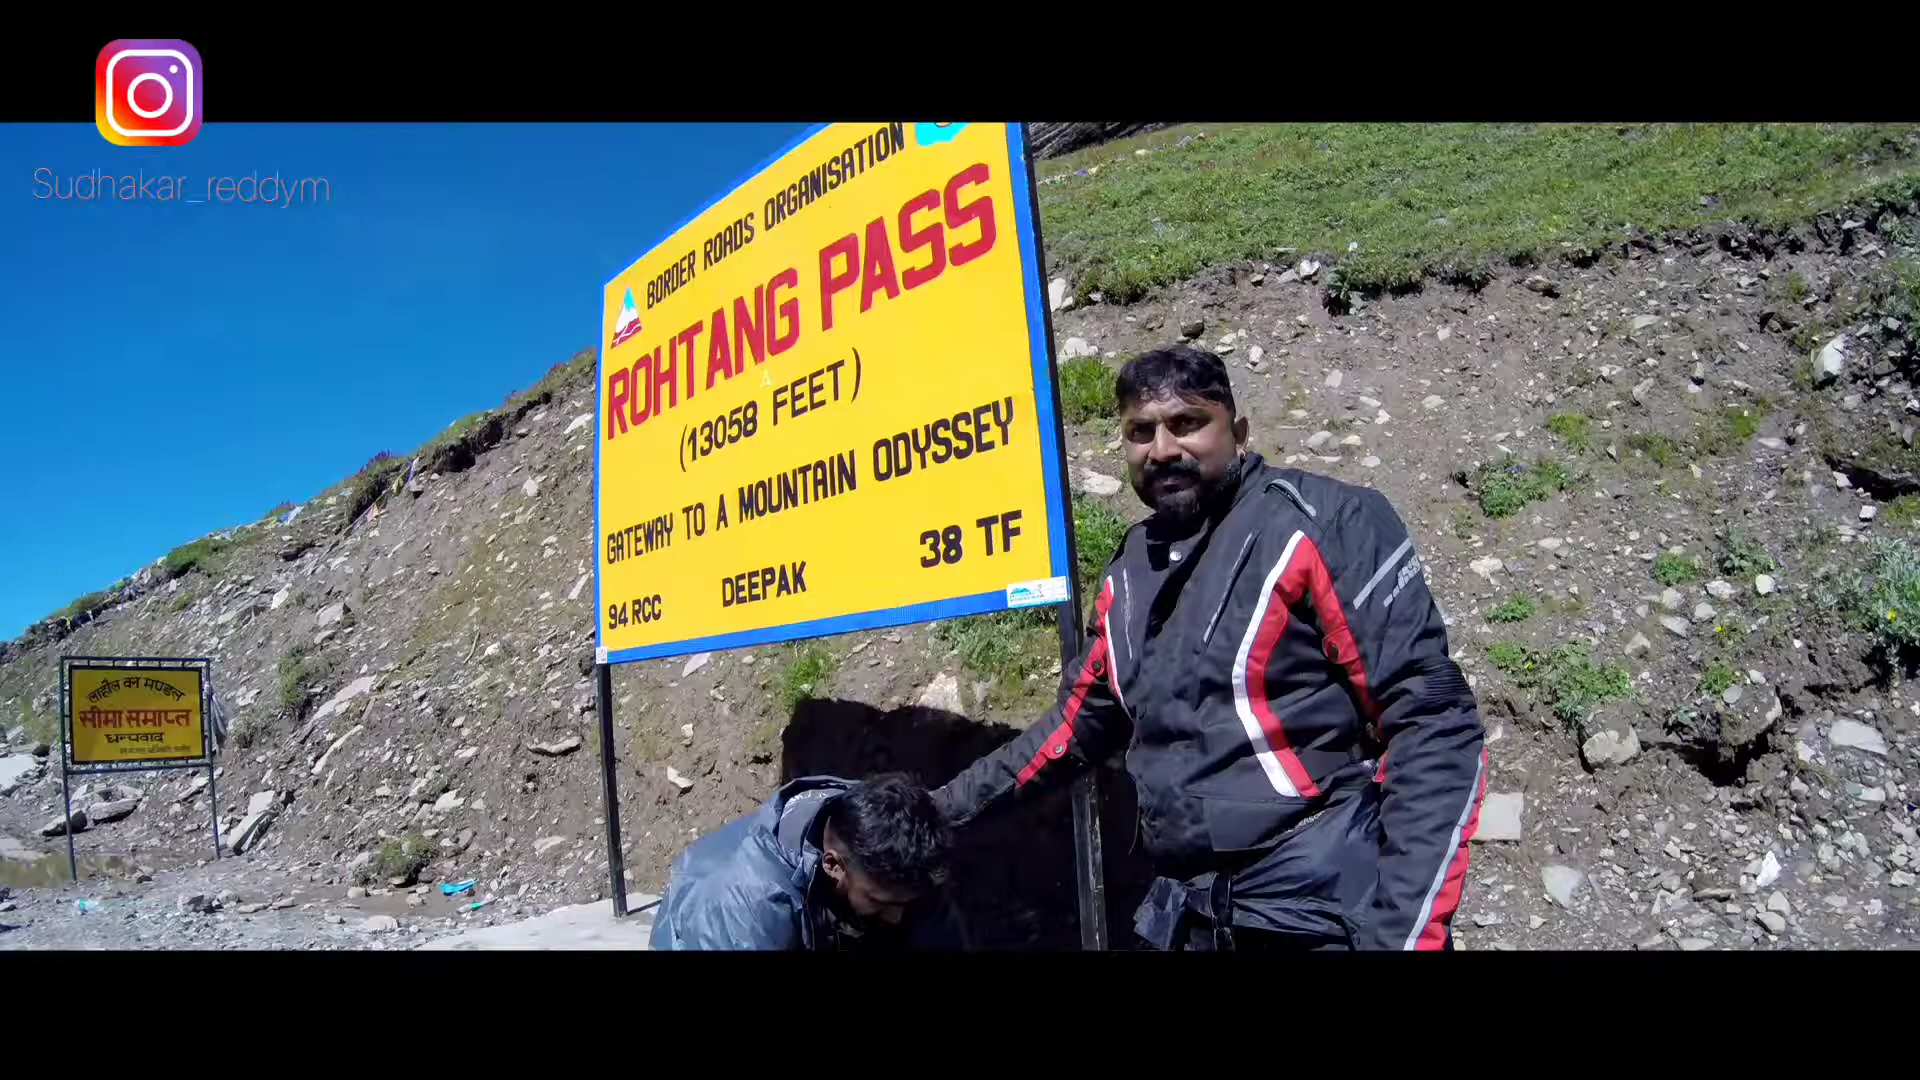 Sudhakar_reddym
BORDER ROADS ORGANISATION
ROHTANG PASS
(13058 FEET)
GATEWAY TO A MOUNTAIN ODYSSEY
94 RCC DEEPAK 38 TF
लाहौल वन मण्डल
सीमा समाप्त
धन्यवाद